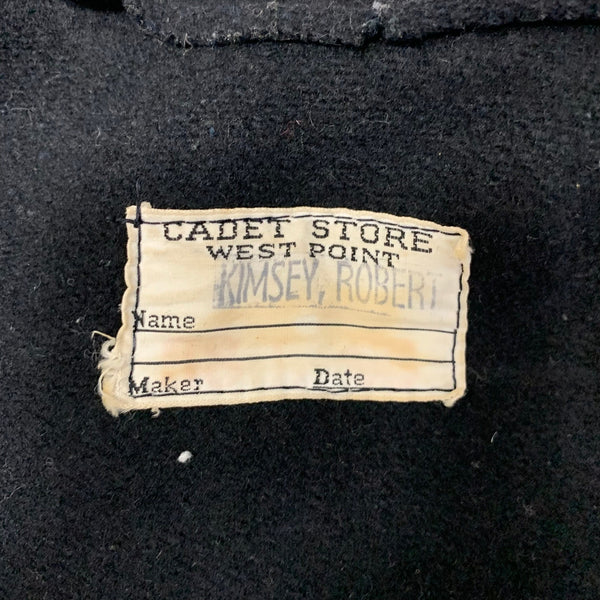 CADET STORE
WEST POINT
KIMSEY, ROBERT
Name
Maker Date